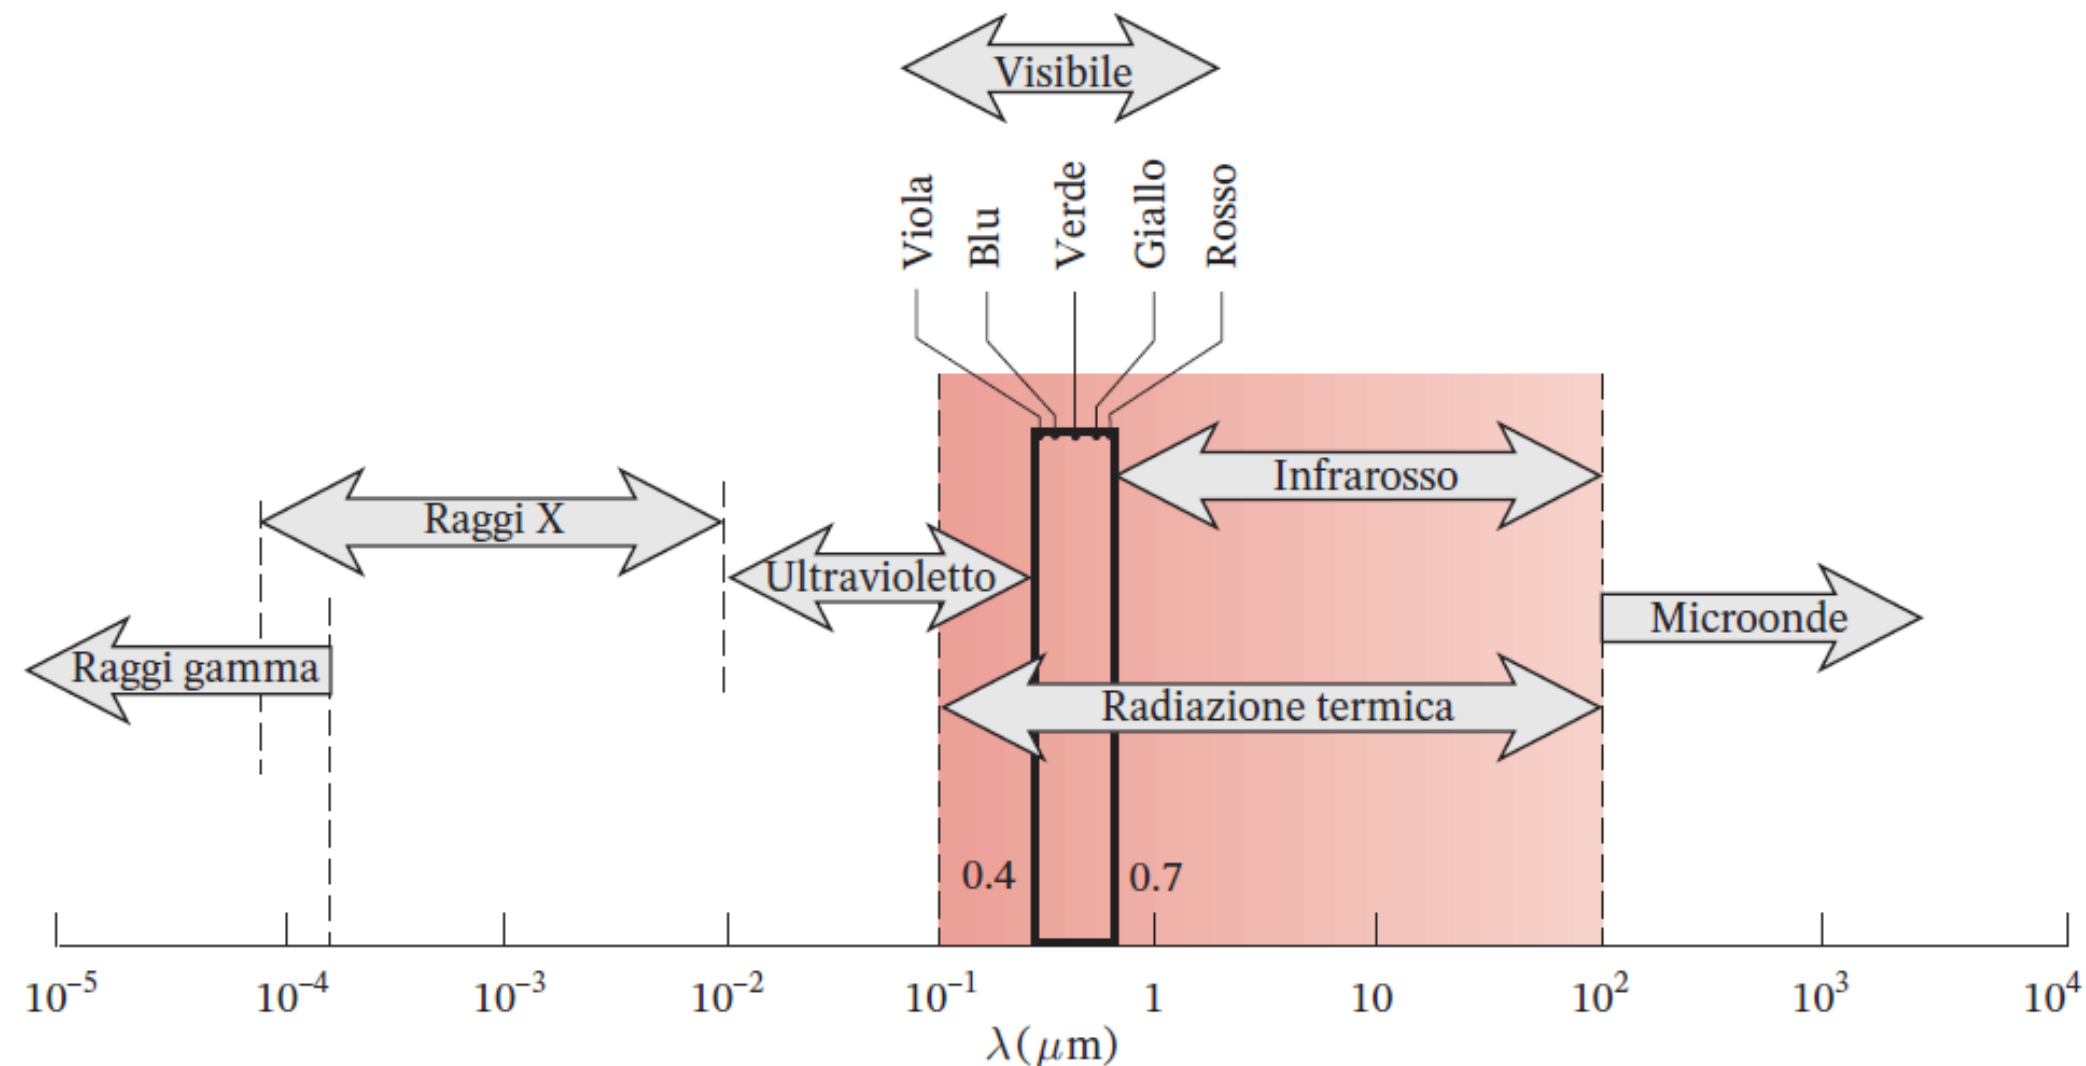 Visibile
Viola
Blu
Verde
Giallo
Rosso
Infrarosso
Raggi X
Ultravioletto
Microonde
Raggi gamma
Radiazione termica
0.4
0.7
10⁻⁵ 10⁻⁴ 10⁻³ 10⁻² 10⁻¹ 1 10 10² 10³ 10⁴
λ(μm)